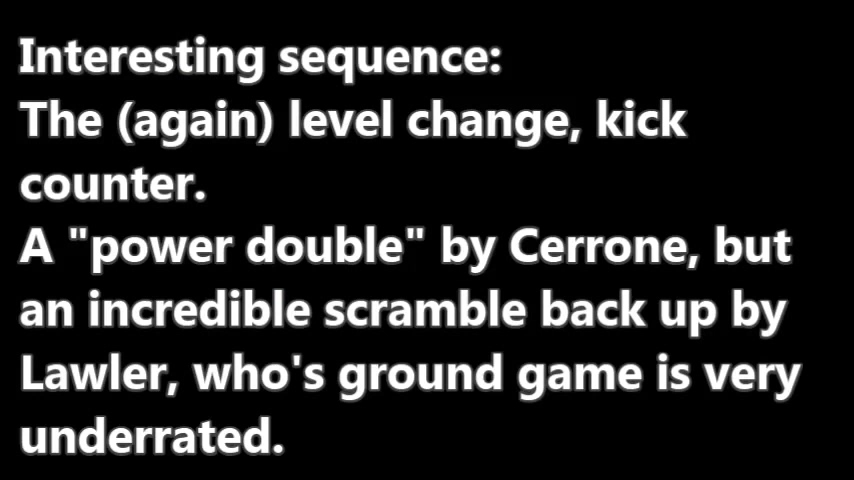 Interesting sequence:
The (again) level change, kick
counter.
A "power double" by Cerrone, but
an incredible scramble back up by
Lawler, who's ground game is very
underrated.